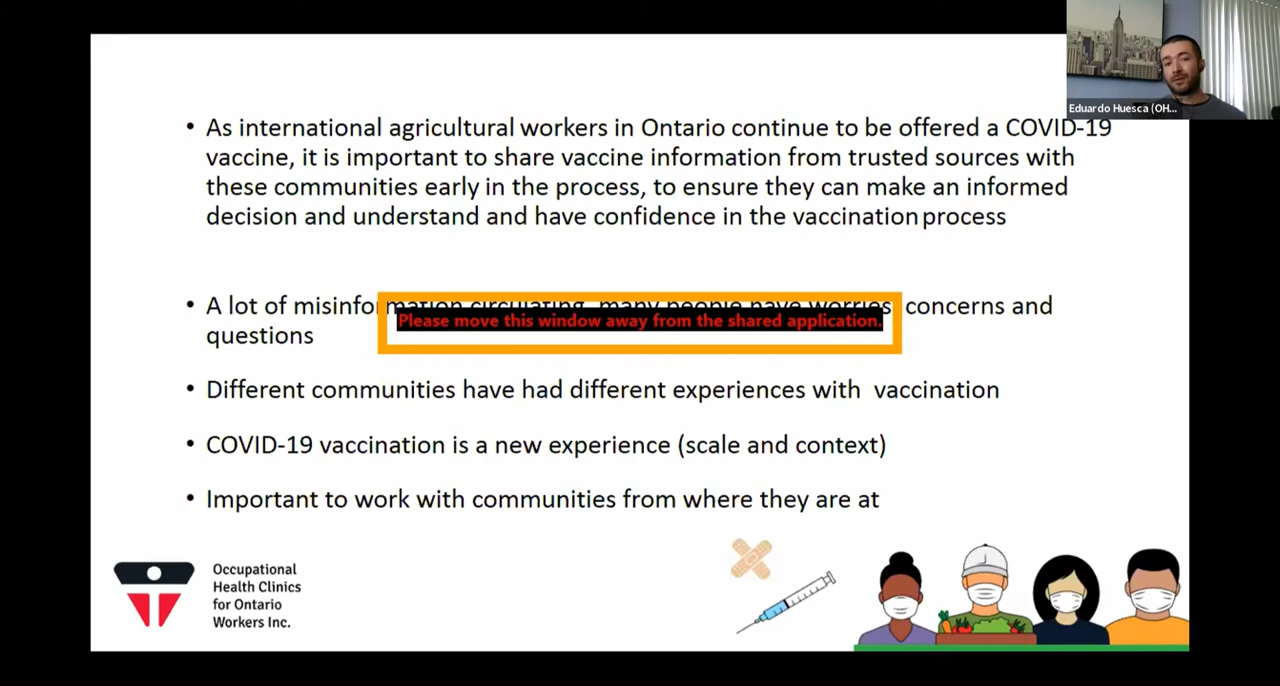 • As international agricultural workers in Ontario continue to be offered a COVID-19
vaccine, it is important to share vaccine information from trusted sources with
these communities early in the process, to ensure they can make an informed
decision and understand and have confidence in the vaccination process
Eduardo Huesca (OH...
• A lot of misinformation circulating, many people have worries, concerns and
Please move this window away from the shared application.
questions
• Different communities have had different experiences with vaccination
• COVID-19 vaccination is a new experience (scale and context)
• Important to work with communities from where they are at
Occupational
Health Clinics
for Ontario
Workers Inc.